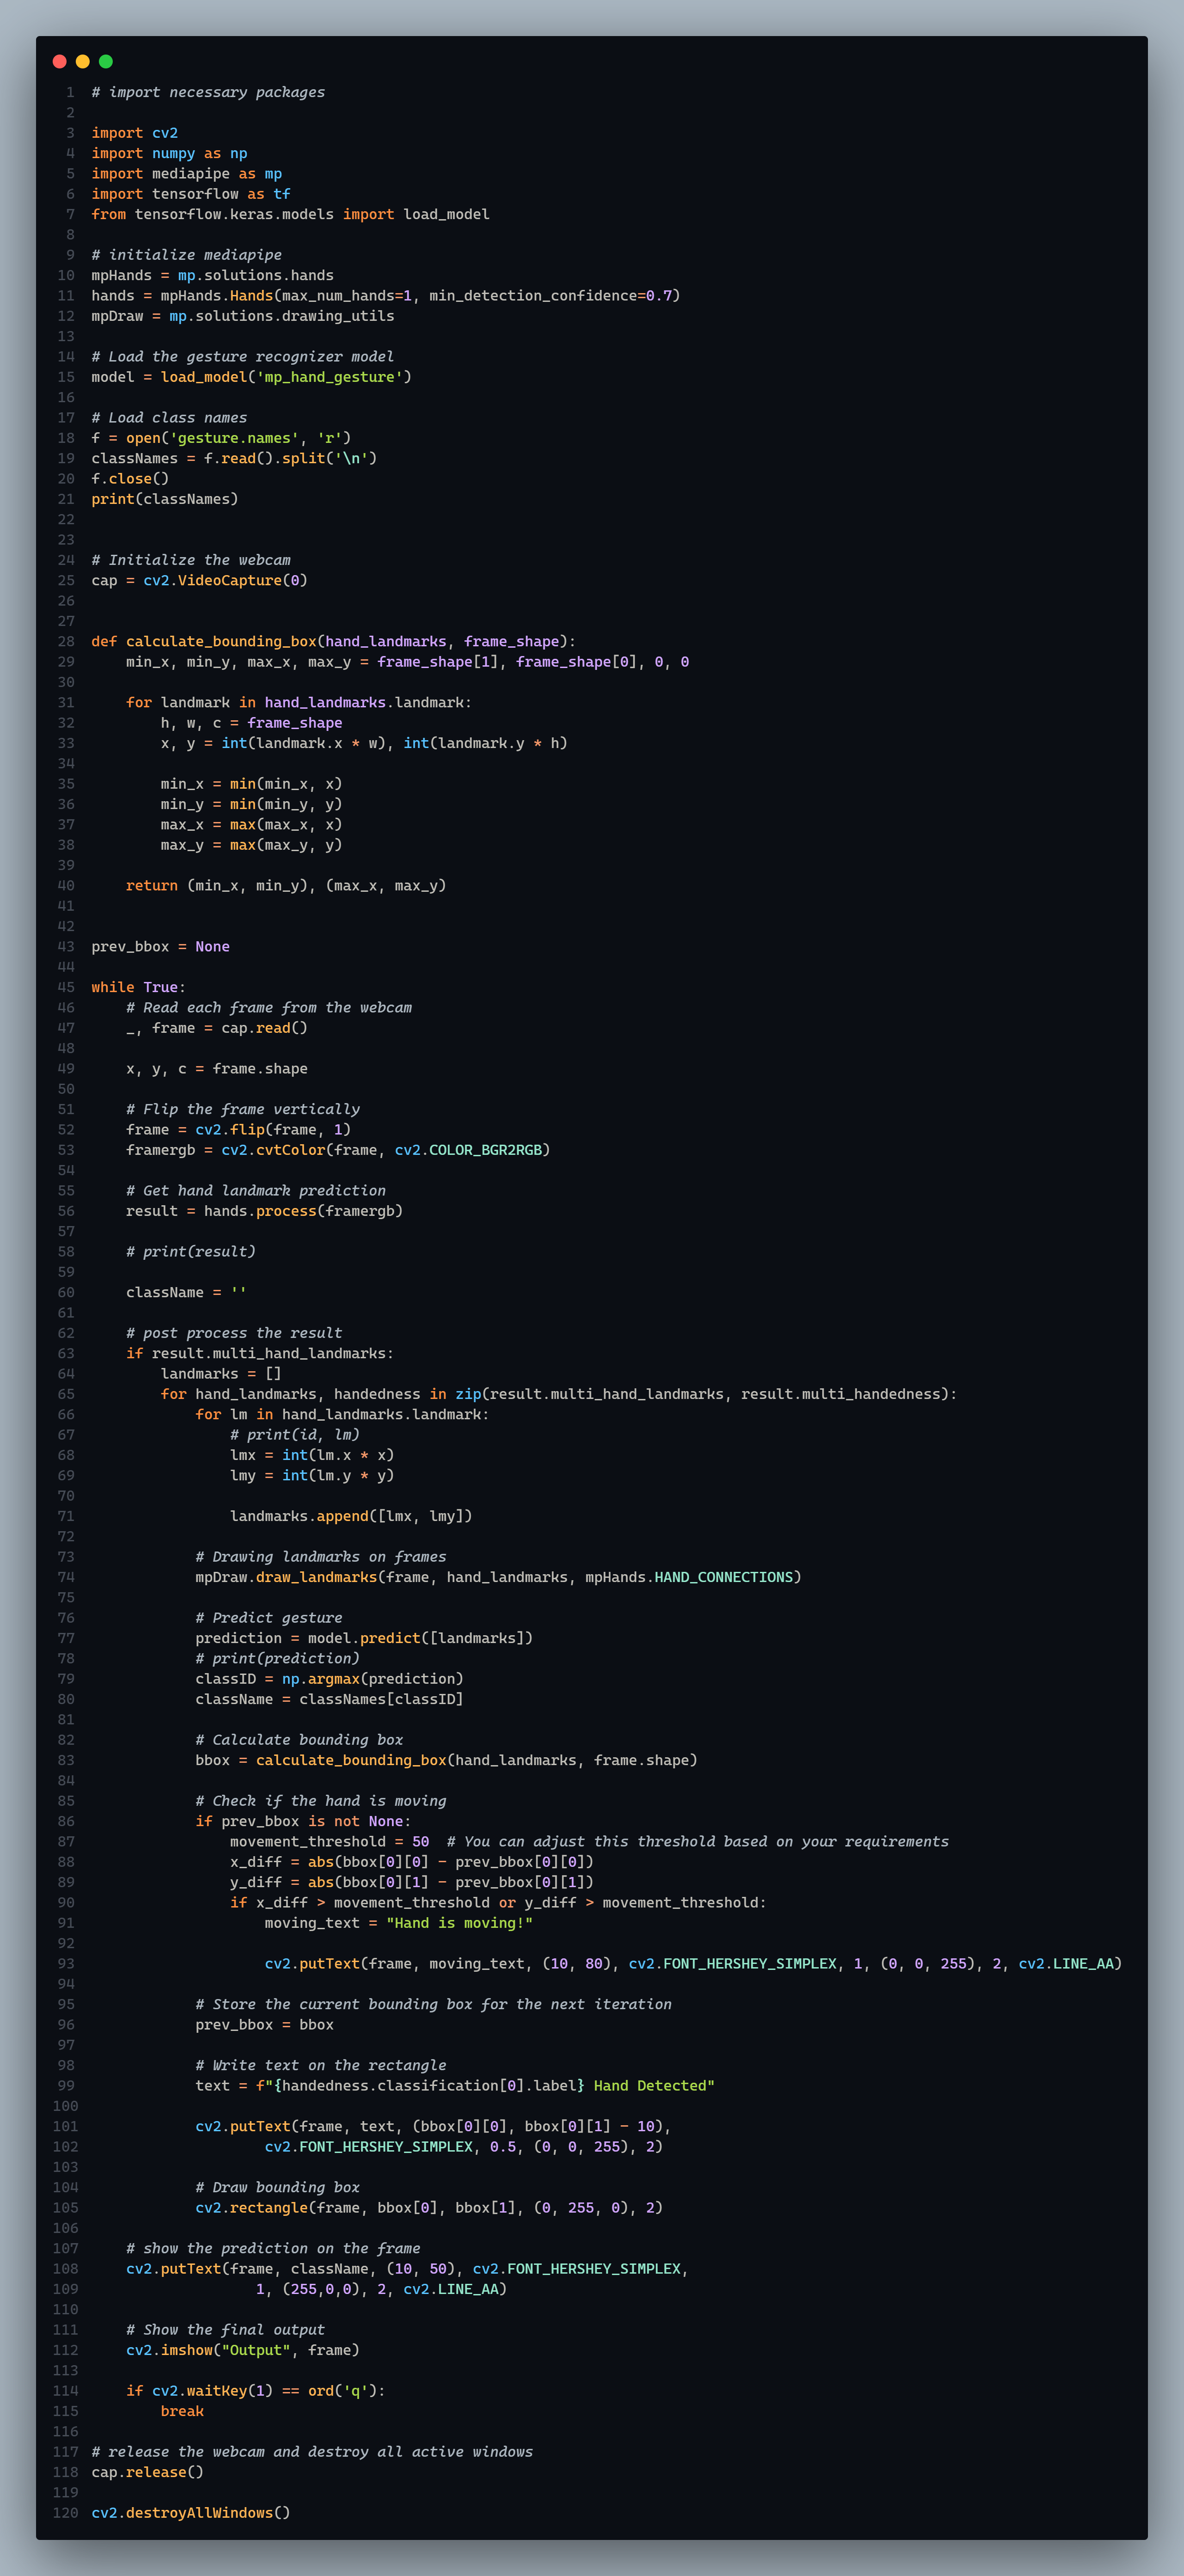 1 # import necessary packages
2
3 import cv2
4 import numpy as np
5 import mediapipe as mp
6 import tensorflow as tf
7 from tensorflow.keras.models import load_model
8
9 # initialize mediapipe
10 mpHands = mp.solutions.hands
11 hands = mpHands.Hands(max_num_hands=1, min_detection_confidence=0.7)
12 mpDraw = mp.solutions.drawing_utils
13
14 # Load the gesture recognizer model
15 model = load_model('mp_hand_gesture')
16
17 # Load class names
18 f = open('gesture.names', 'r')
19 classNames = f.read().split('\n')
20 f.close()
21 print(classNames)
22
23
24 # Initialize the webcam
25 cap = cv2.VideoCapture(0)
26
27
28 def calculate_bounding_box(hand_landmarks, frame_shape):
29     min_x, min_y, max_x, max_y = frame_shape[1], frame_shape[0], 0, 0
30
31     for landmark in hand_landmarks.landmark:
32         h, w, c = frame_shape
33         x, y = int(landmark.x * w), int(landmark.y * h)
34
35         min_x = min(min_x, x)
36         min_y = min(min_y, y)
37         max_x = max(max_x, x)
38         max_y = max(max_y, y)
39
40     return (min_x, min_y), (max_x, max_y)
41
42
43 prev_bbox = None
44
45 while True:
46     # Read each frame from the webcam
47     _, frame = cap.read()
48
49     x, y, c = frame.shape
50
51     # Flip the frame vertically
52     frame = cv2.flip(frame, 1)
53     framergb = cv2.cvtColor(frame, cv2.COLOR_BGR2RGB)
54
55     # Get hand landmark prediction
56     result = hands.process(framergb)
57
58     # print(result)
59
60     className = ''
61
62     # post process the result
63     if result.multi_hand_landmarks:
64         landmarks = []
65         for hand_landmarks, handedness in zip(result.multi_hand_landmarks, result.multi_handedness):
66             for lm in hand_landmarks.landmark:
67                 # print(id, lm)
68                 lmx = int(lm.x * x)
69                 lmy = int(lm.y * y)
70
71                 landmarks.append([lmx, lmy])
72
73             # Drawing landmarks on frames
74             mpDraw.draw_landmarks(frame, hand_landmarks, mpHands.HAND_CONNECTIONS)
75
76             # Predict gesture
77             prediction = model.predict([landmarks])
78             # print(prediction)
79             classID = np.argmax(prediction)
80             className = classNames[classID]
81
82             # Calculate bounding box
83             bbox = calculate_bounding_box(hand_landmarks, frame.shape)
84
85             # Check if the hand is moving
86             if prev_bbox is not None:
87                 movement_threshold = 50  # You can adjust this threshold based on your requirements
88                 x_diff = abs(bbox[0][0] - prev_bbox[0][0])
89                 y_diff = abs(bbox[0][1] - prev_bbox[0][1])
90                 if x_diff > movement_threshold or y_diff > movement_threshold:
91                     moving_text = "Hand is moving!"
92
93                     cv2.putText(frame, moving_text, (10, 80), cv2.FONT_HERSHEY_SIMPLEX, 1, (0, 0, 255), 2, cv2.LINE_AA)
94
95             # Store the current bounding box for the next iteration
96             prev_bbox = bbox
97
98             # Write text on the rectangle
99             text = f"{handedness.classification[0].label} Hand Detected"
100
101             cv2.putText(frame, text, (bbox[0][0], bbox[0][1] - 10),
102                     cv2.FONT_HERSHEY_SIMPLEX, 0.5, (0, 0, 255), 2)
103
104             # Draw bounding box
105             cv2.rectangle(frame, bbox[0], bbox[1], (0, 255, 0), 2)
106
107     # show the prediction on the frame
108     cv2.putText(frame, className, (10, 50), cv2.FONT_HERSHEY_SIMPLEX,
109                    1, (255,0,0), 2, cv2.LINE_AA)
110
111     # Show the final output
112     cv2.imshow("Output", frame)
113
114     if cv2.waitKey(1) == ord('q'):
115         break
116
117 # release the webcam and destroy all active windows
118 cap.release()
119
120 cv2.destroyAllWindows()